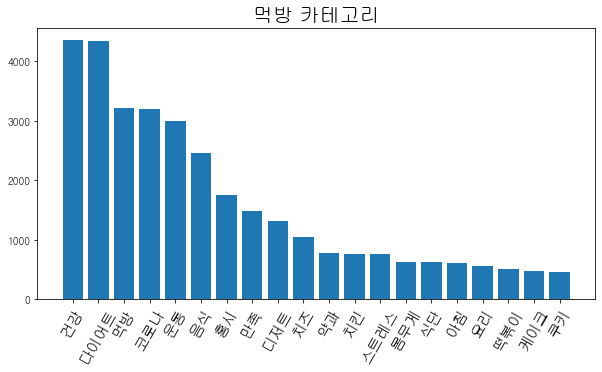 먹방 카테고리
4000
3000
2000
1000
0
건강
다이어트
먹방
코로나
운동
음식
홍시
만족
디저트
치즈
약과
치킨
스트레스
몸무게
식단
아침
요리
떡볶이
케이크
쿠키